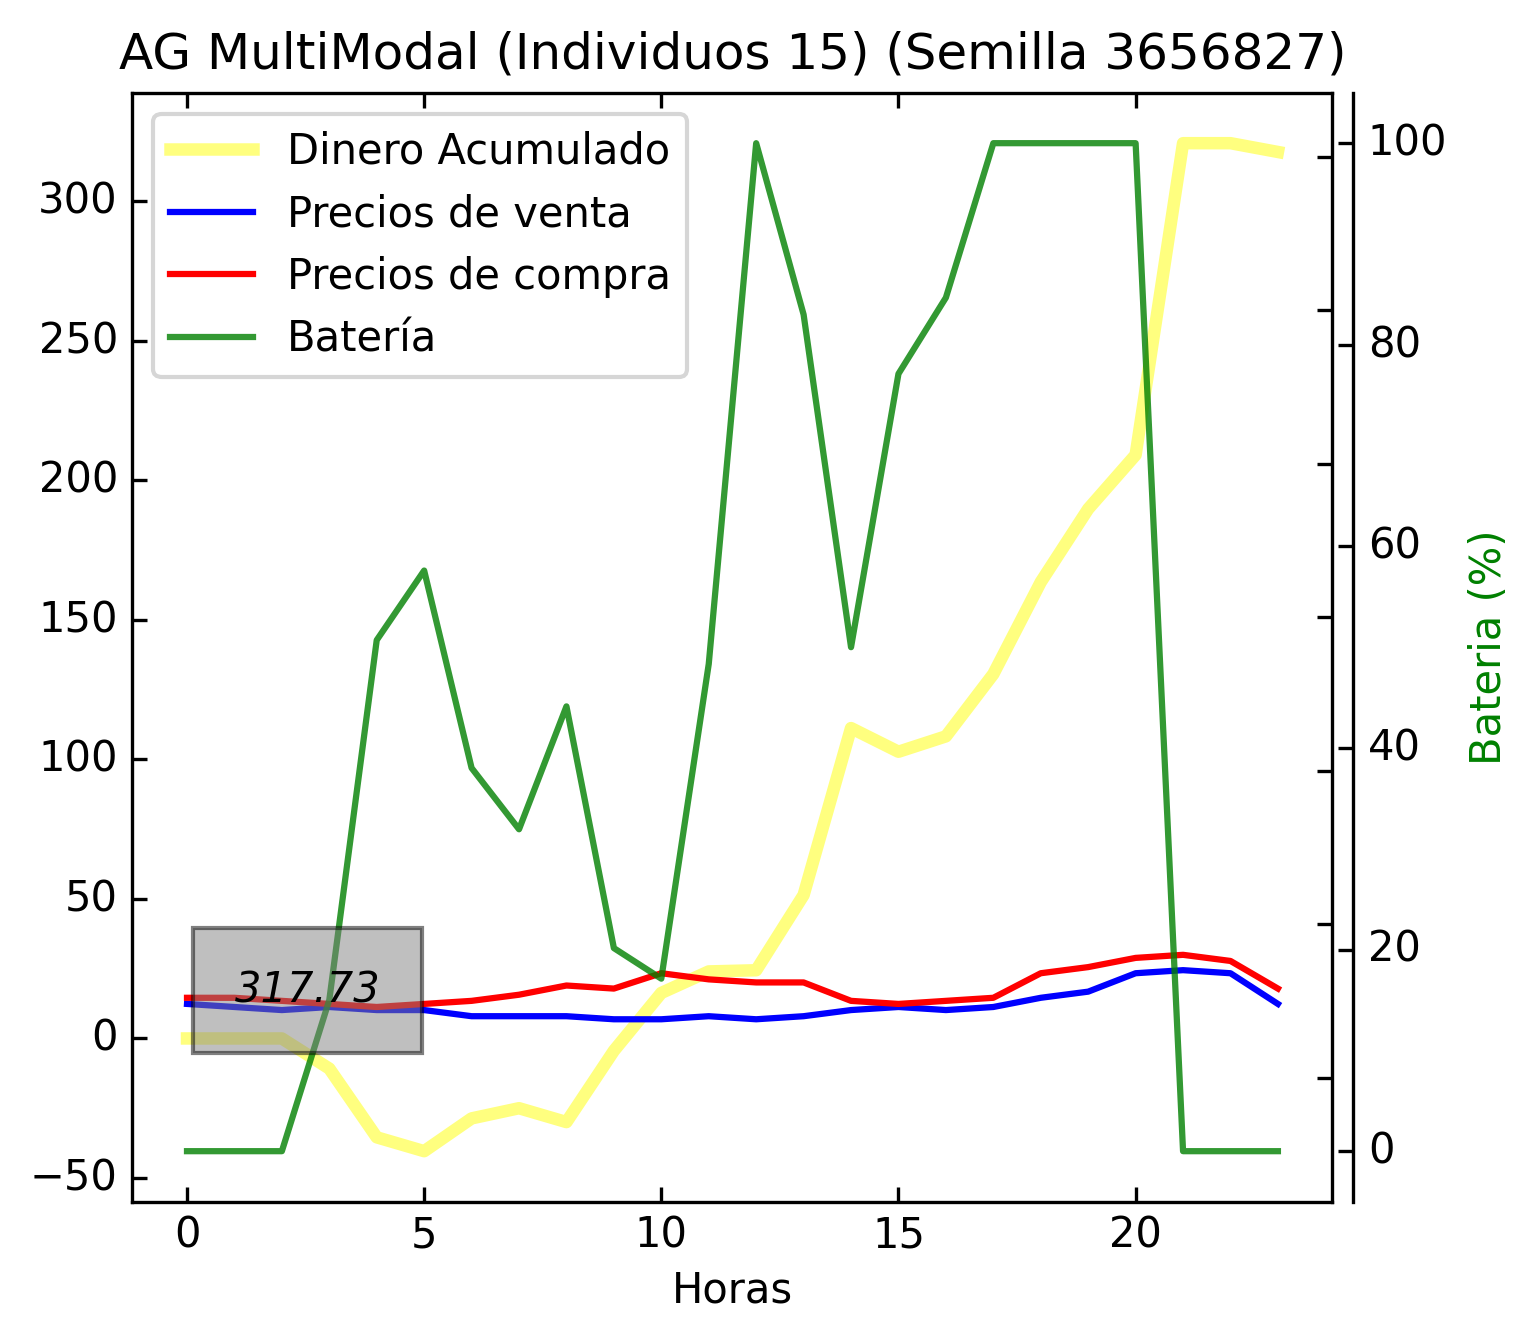 AG MultiModal (Individuos 15) (Semilla 3656827)
Dinero Acumulado
Precios de venta
Precios de compra
Batería
300
250
200
150
100
50
0
−50
317.73
100
80
60
40
20
0
Bateria (%)
0 5 10 15 20
Horas